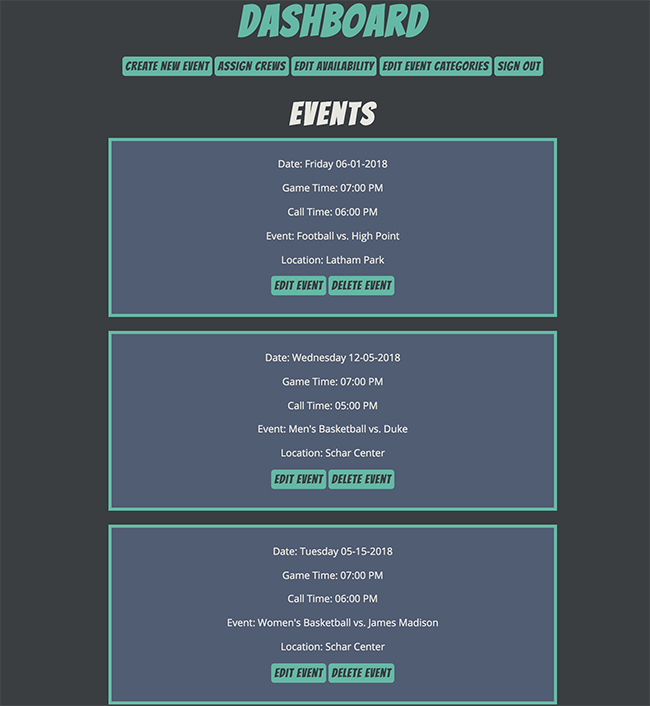 DASHBOARD
CREATE NEW EVENT ASSIGN CREWS EDIT AVAILABILITY EDIT EVENT CATEGORIES SIGN OUT
EVENTS
Date: Friday 06-01-2018
Game Time: 07:00 PM
Call Time: 06:00 PM
Event: Football vs. High Point
Location: Latham Park
EDIT EVENT DELETE EVENT
Date: Wednesday 12-05-2018
Game Time: 07:00 PM
Call Time: 05:00 PM
Event: Men's Basketball vs. Duke
Location: Schar Center
EDIT EVENT DELETE EVENT
Date: Tuesday 05-15-2018
Game Time: 07:00 PM
Call Time: 06:00 PM
Event: Women's Basketball vs. James Madison
Location: Schar Center
EDIT EVENT DELETE EVENT